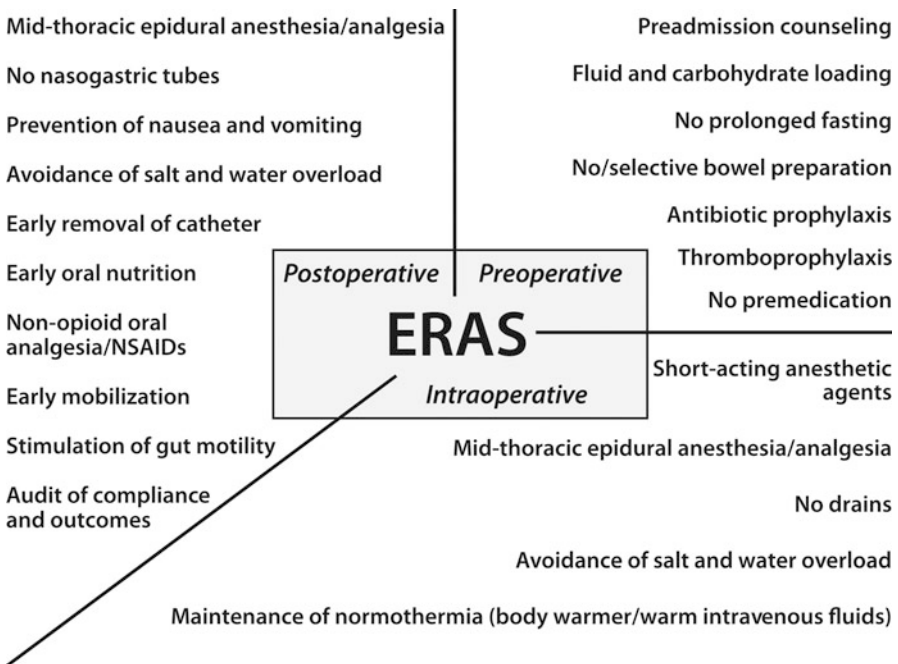 Mid-thoracic epidural anesthesia/analgesia
No nasogastric tubes
Prevention of nausea and vomiting
Avoidance of salt and water overload
Early removal of catheter
Early oral nutrition
Non-opioid oral
analgesia/NSAIDs
Early mobilization
Stimulation of gut motility
Audit of compliance
and outcomes
Preadmission counseling
Fluid and carbohydrate loading
No prolonged fasting
No/selective bowel preparation
Antibiotic prophylaxis
Thromboprophylaxis
No premedication
Postoperative
Preoperative
ERAS
Intraoperative
Short-acting anesthetic
agents
Mid-thoracic epidural anesthesia/analgesia
No drains
Avoidance of salt and water overload
Maintenance of normothermia (body warmer/warm intravenous fluids)